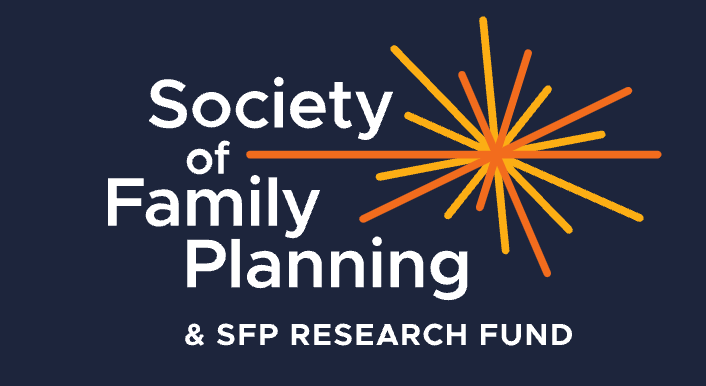 Society
of
Family
Planning
& SFP RESEARCH FUND